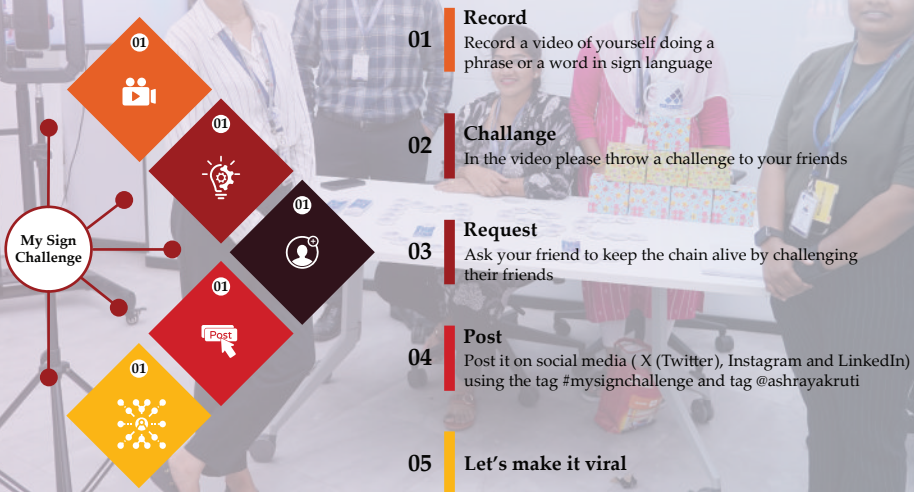 My Sign
Challenge
01
01
01
01
01
01
Record
Record a video of yourself doing a
phrase or a word in sign language
02
Challange
In the video please throw a challenge to your friends
03
Request
Ask your friend to keep the chain alive by challenging
their friends
04
Post
Post
Post it on social media ( X (Twitter), Instagram and LinkedIn)
using the tag #mysignchallenge and tag @ashrayakruti
05
Let's make it viral